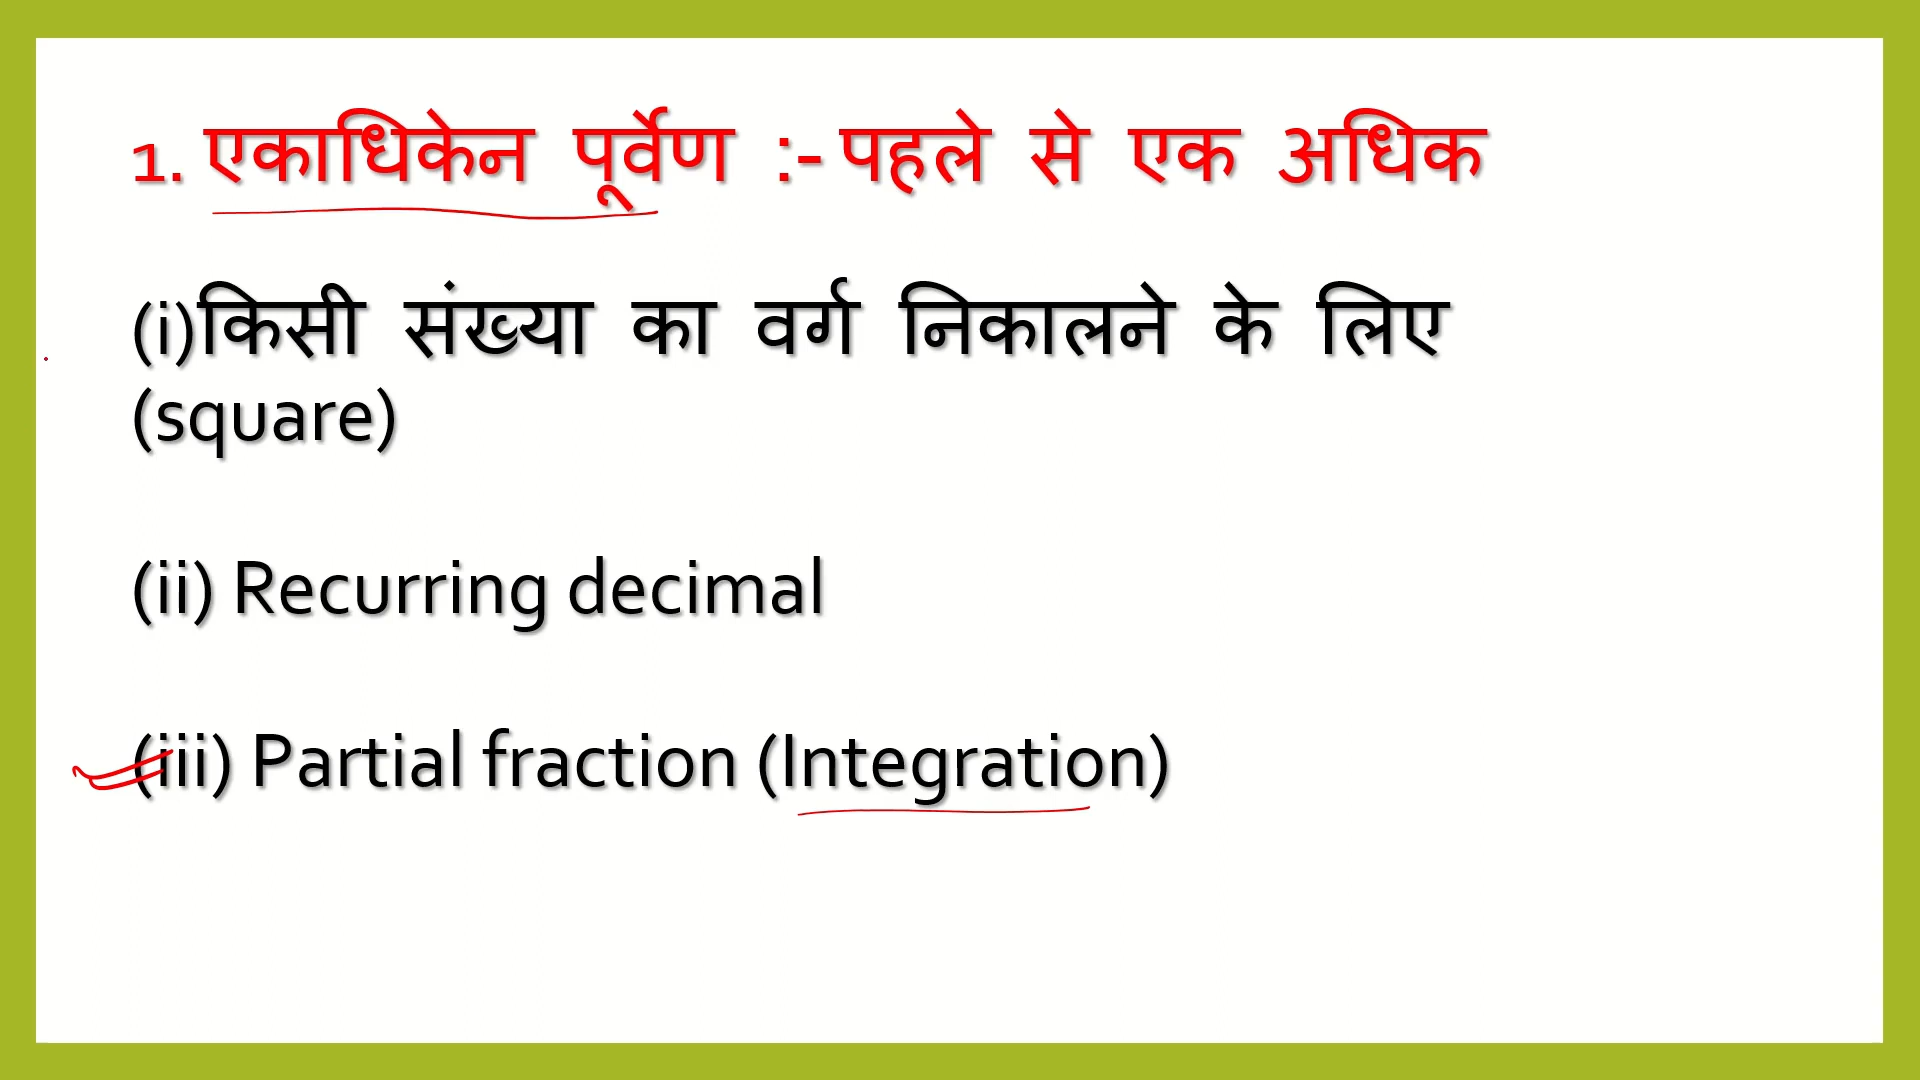 1. एकाधिकेन पूर्वेण :- पहले से एक अधिक
(i)किसी संख्या का वर्ग निकालने के लिए
(square)
(ii) Recurring decimal
(iii) Partial fraction (Integration)